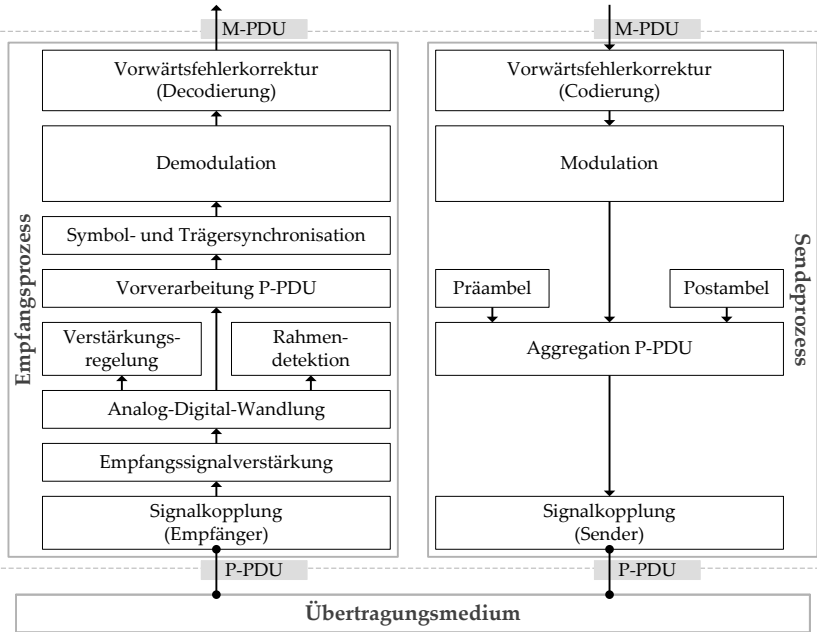 M-PDU
Vorwärtsfehlerkorrektur
(Decodierung)
Demodulation
Symbol- und Trägersynchronisation
Vorverarbeitung P-PDU
Verstärkungs-
regelung
Rahmen-
detektion
Analog-Digital-Wandlung
Empfangssignalverstärkung
Signalkopplung
(Empfänger)
P-PDU
Empfangsprozess
M-PDU
Vorwärtsfehlerkorrektur
(Codierung)
Modulation
Präambel
Postambel
Aggregation P-PDU
Signalkopplung
(Sender)
P-PDU
Sendeprozess
Übertragungsmedium